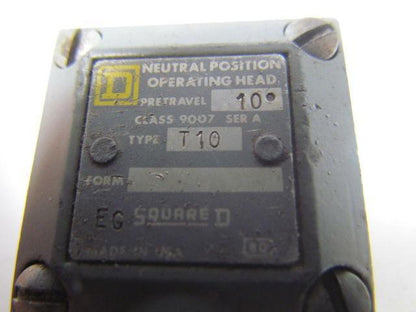 D NEUTRAL POSITION
OPERATING HEAD
PRETRAVEL 10°
CLASS 9007 SER A
TYPE T10
FORM
EG SQUARE D
MADE IN USA